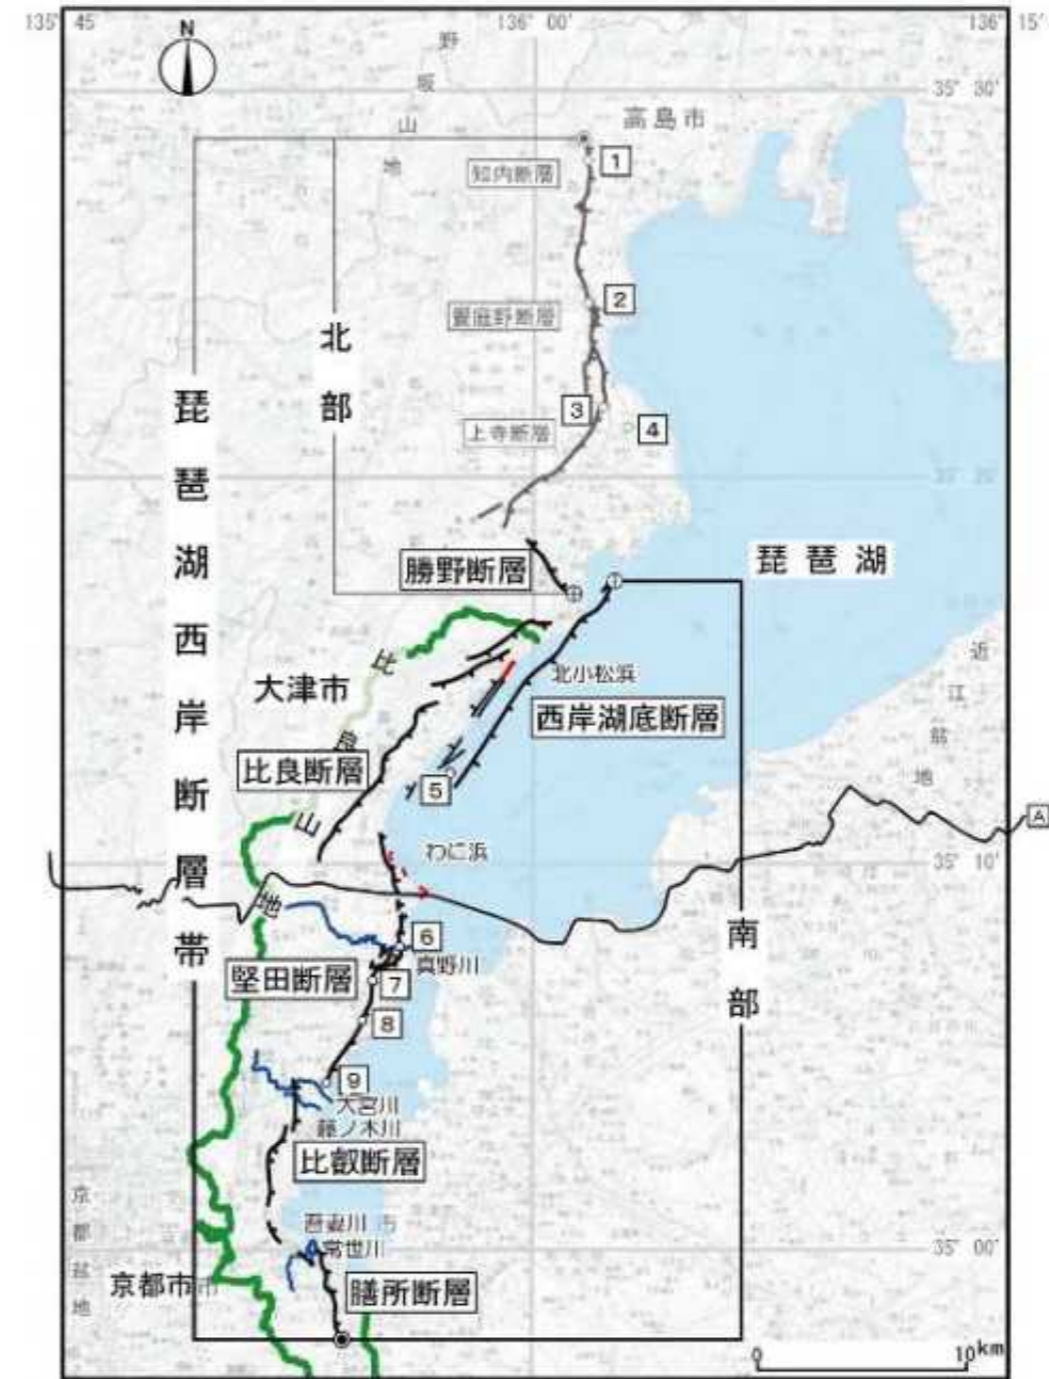 135° 45'
136° 00'
136° 15'
N
野
坂
山
地
高島市
35° 30'
1
知内断層
2
饗庭野断層
北部
琵琶湖西岸断層帯
3
4
上寺断層
35° 20'
琵琶湖
勝野断層
比
良
山
地
北小松浜
大津市
西岸湖底断層
近
江
盆
地
比良断層
5
A
わに浜
35° 10'
南部
6
真野川
堅田断層
7
8
9
大宮川
藤ノ木川
比叡断層
京
都
盆
地
吾妻川
市
常世川
35° 00'
京都市
膳所断層
0
10km